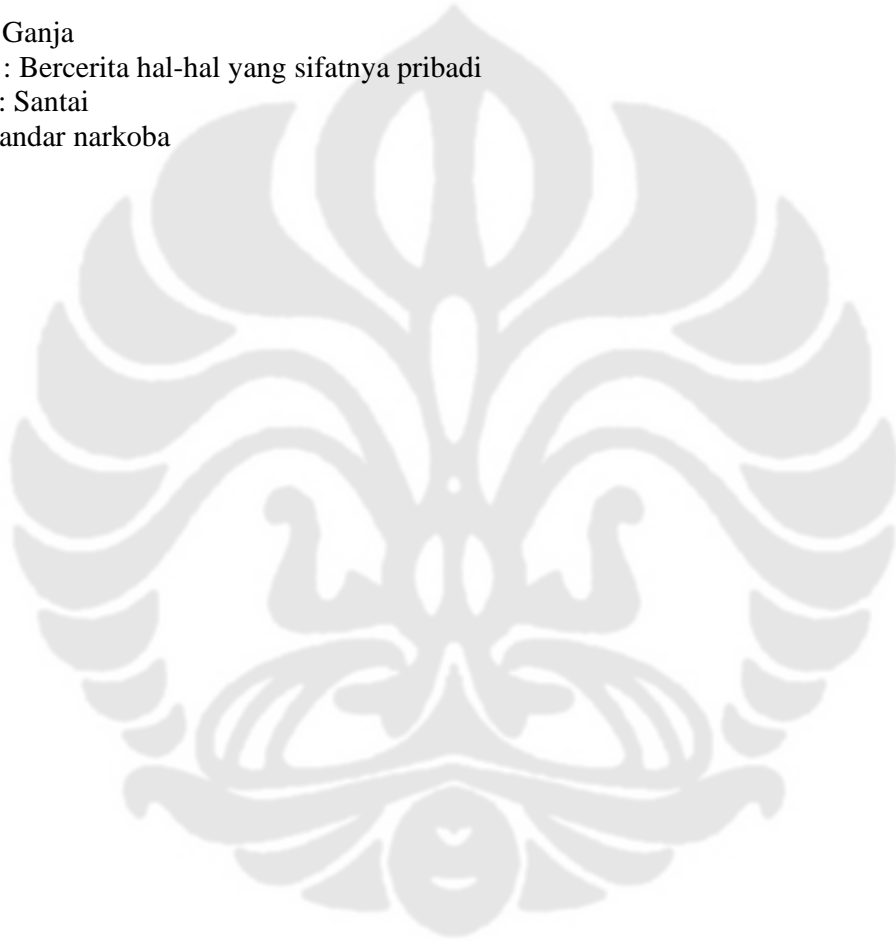 Ganja
: Bercerita hal-hal yang sifatnya pribadi
: Santai
andar narkoba